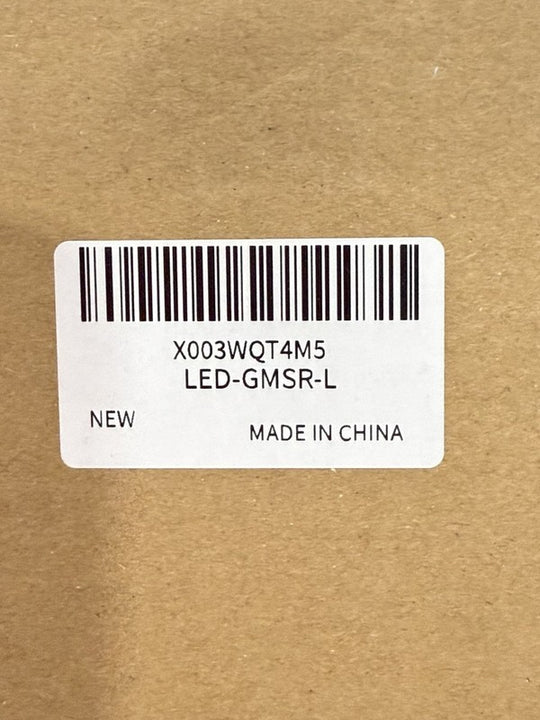 X003WQT4M5
LED-GMSR-L
NEW
MADE IN CHINA